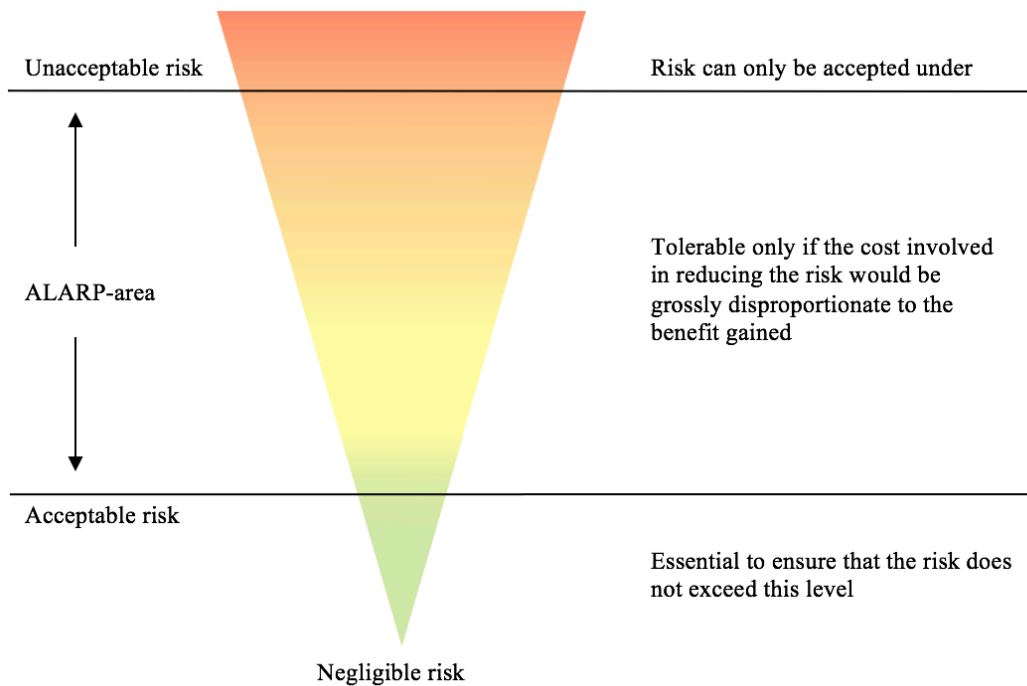 Unacceptable risk
Risk can only be accepted under
ALARP-area
Tolerable only if the cost involved
in reducing the risk would be
grossly disproportionate to the
benefit gained
Acceptable risk
Essential to ensure that the risk does
not exceed this level
Negligible risk